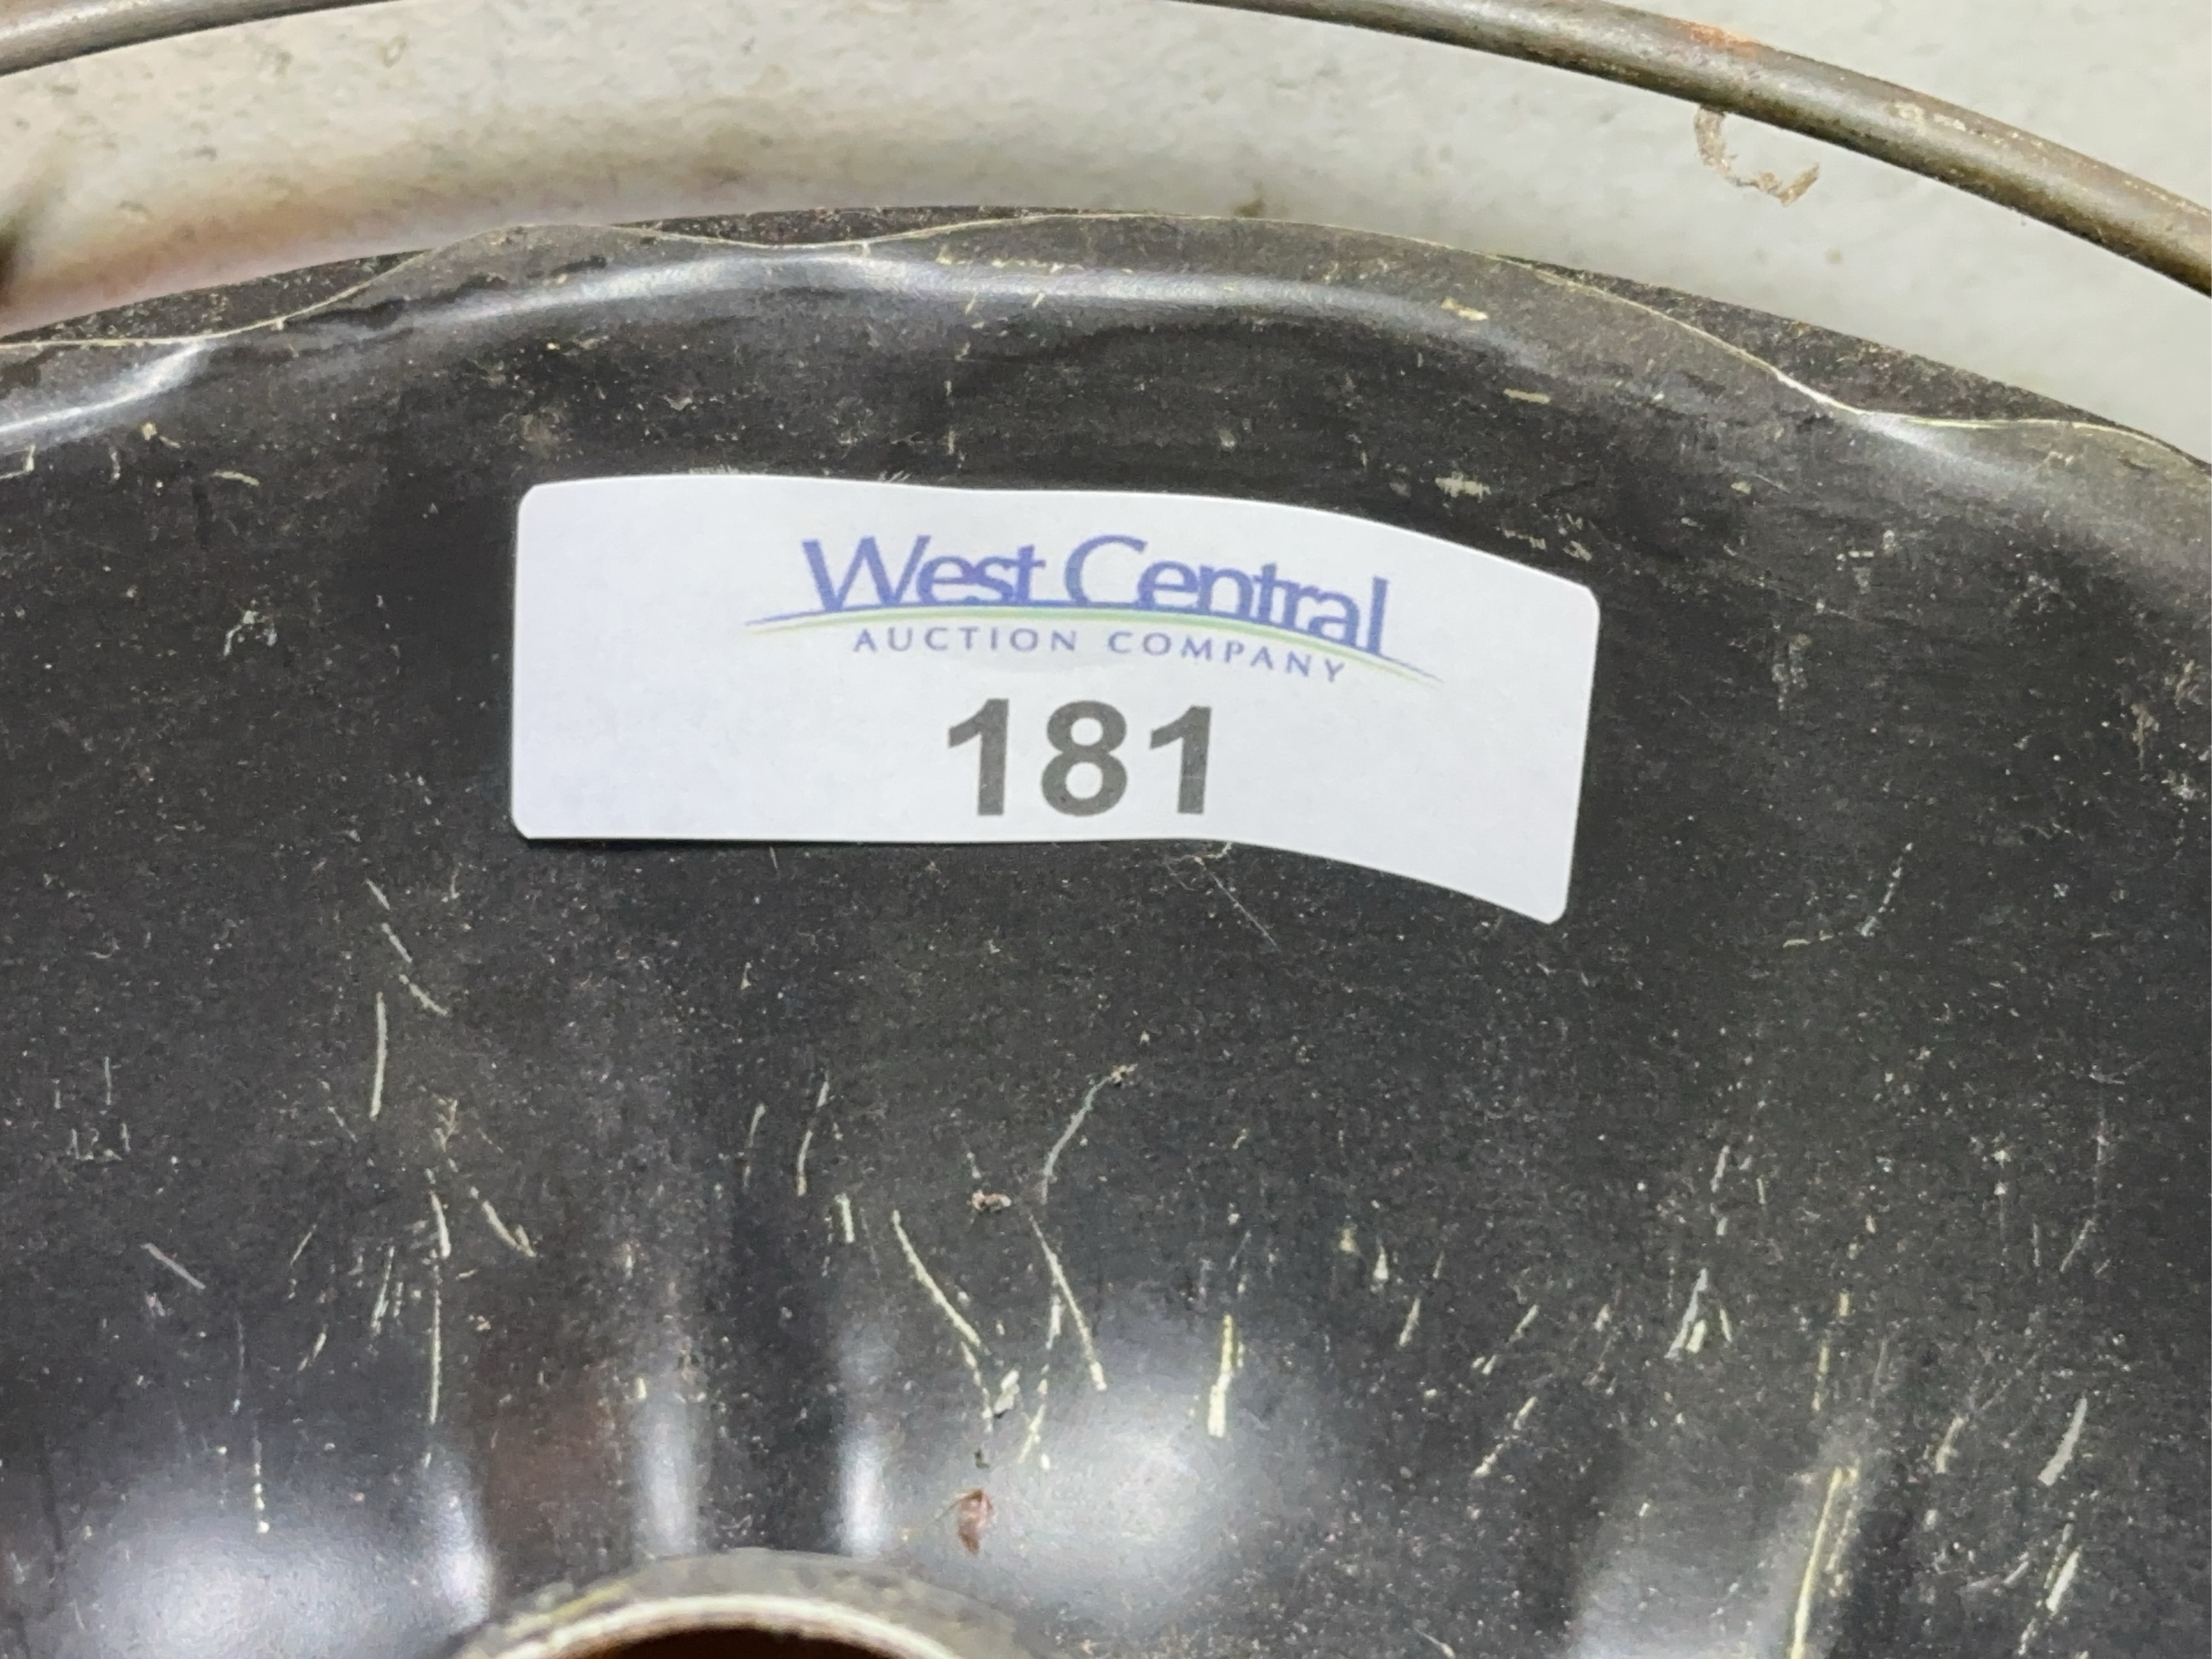 West Central
AUCTION COMPANY
181